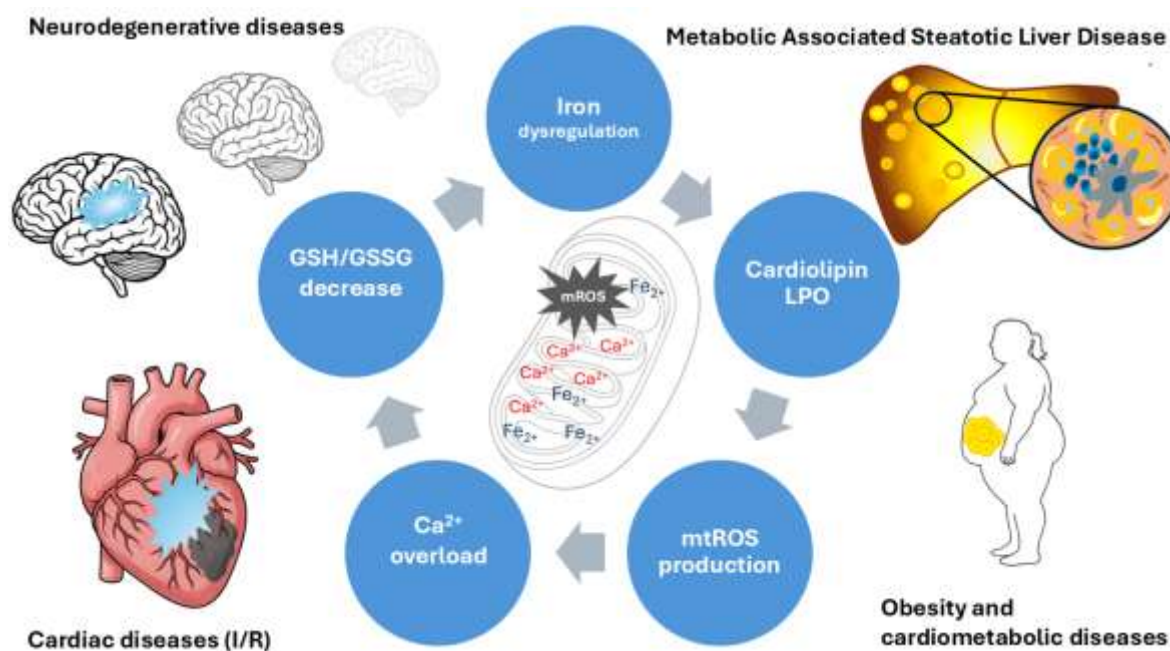 Neurodegenerative diseases
Metabolic Associated Steatotic Liver Disease
Iron
dysregulation
GSH/GSSG
decrease
Cardiolipin
LPO
mROS
Fe₂₊
Ca²⁺
Ca²⁺
Ca²⁺
Ca²⁺
Fe₂₊
Ca²⁺
Fe₂₊
Fe₂₊
Ca²⁺
overload
mtROS
production
Cardiac diseases (I/R)
Obesity and
cardiometabolic diseases